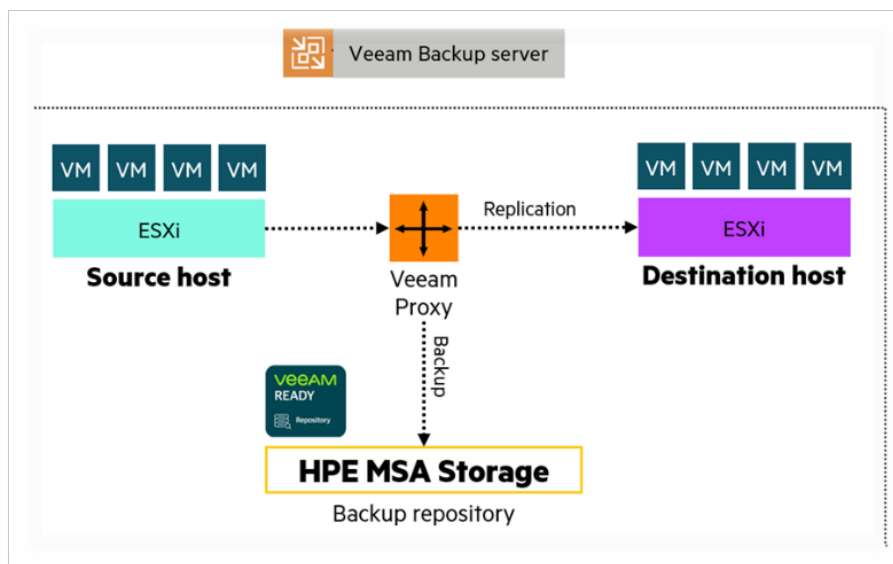 Veeam Backup server
VM VM VM VM
VM VM VM VM
ESXi
Replication
ESXi
Source host
Veeam
Proxy
Destination host
Backup
veeAM
READY
Repository
HPE MSA Storage
Backup repository